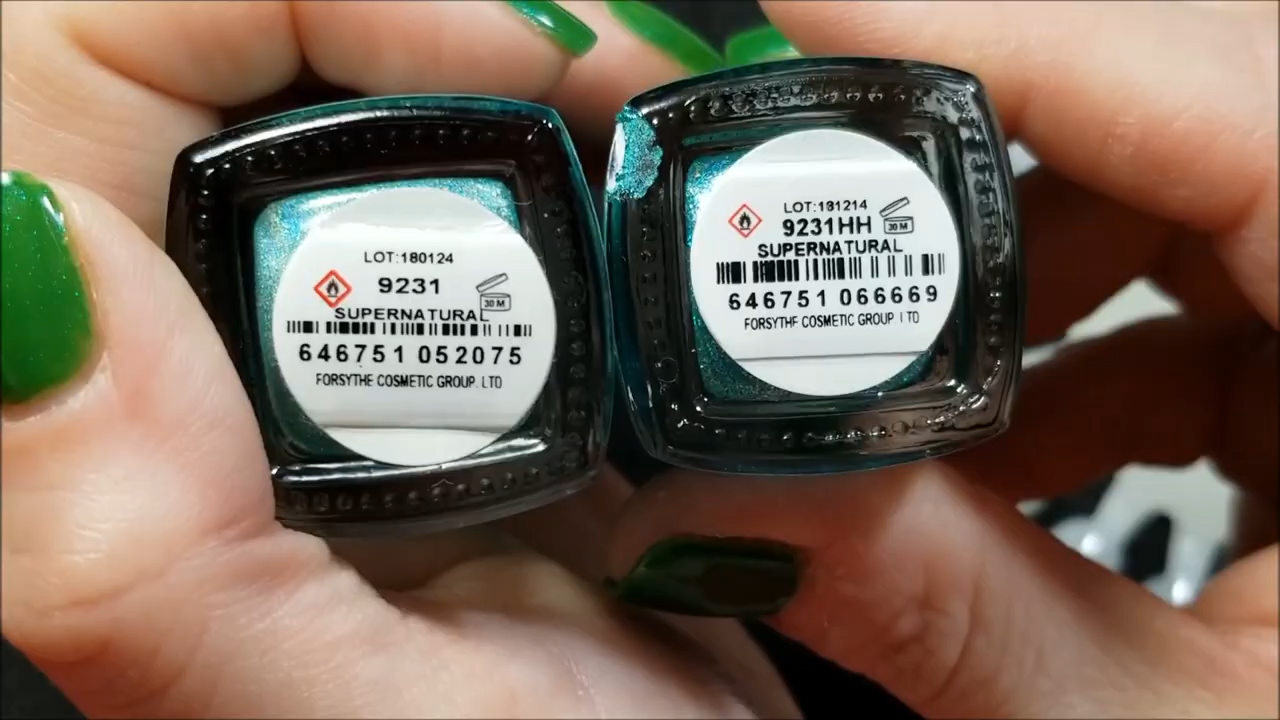 LOT:180124
9231
30 M
SUPERNATURAL
646751 052075
FORSYTHE COSMETIC GROUP. LTD
LOT:181214
9231HH
30 M
SUPERNATURAL
646751 066669
FORSYTHE COSMETIC GROUP LTD